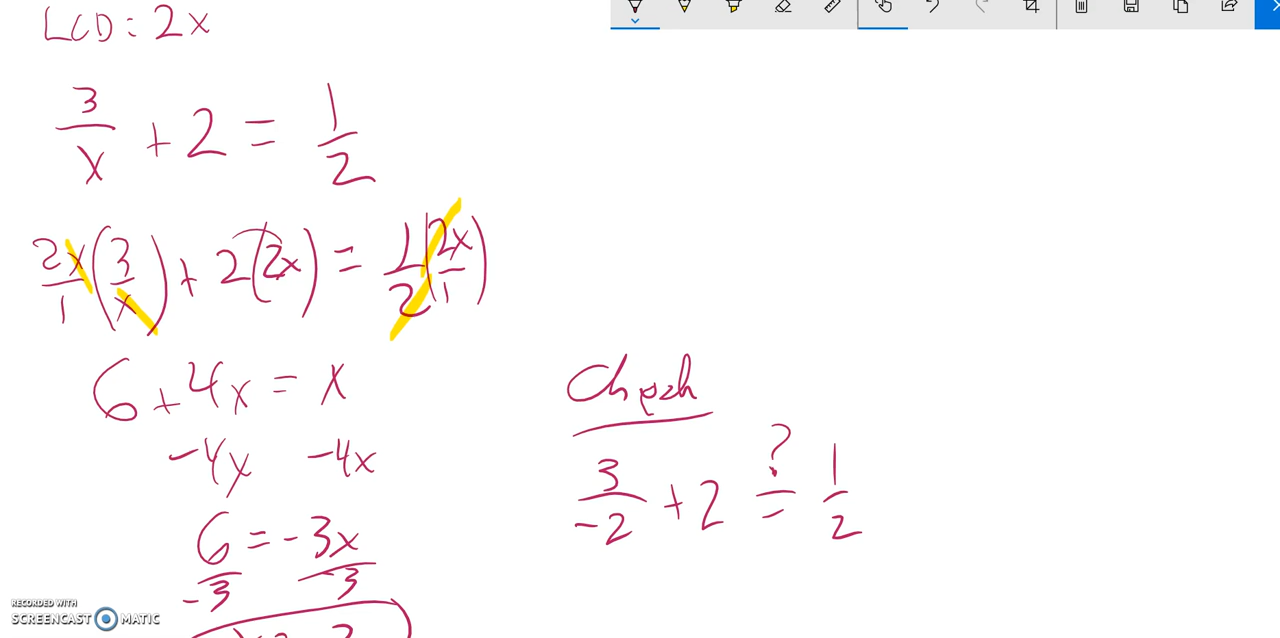 LCD: 2x
3/x + 2 = 1/2
2x/1 (3/x) + 2(2x) = 1/2 (2x/1)
6 + 4x = x
-4x -4x
6 = -3x
-3 -3
Check
3/-2 + 2 ?= 1/2
RECORDED WITH
SCREENCAST MATIC